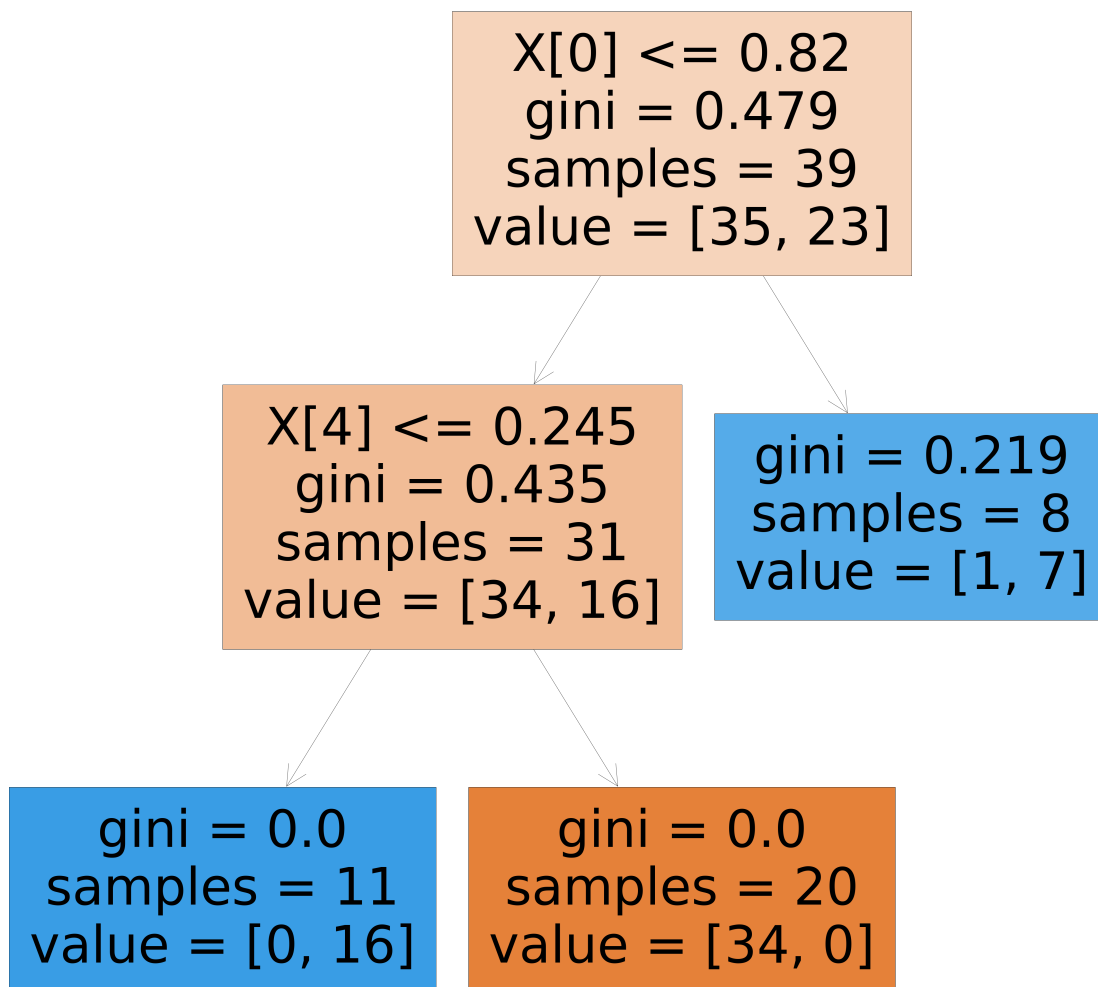 X[0] <= 0.82
gini = 0.479
samples = 39
value = [35, 23]
X[4] <= 0.245
gini = 0.435
samples = 31
value = [34, 16]
gini = 0.219
samples = 8
value = [1, 7]
gini = 0.0
samples = 11
value = [0, 16]
gini = 0.0
samples = 20
value = [34, 0]